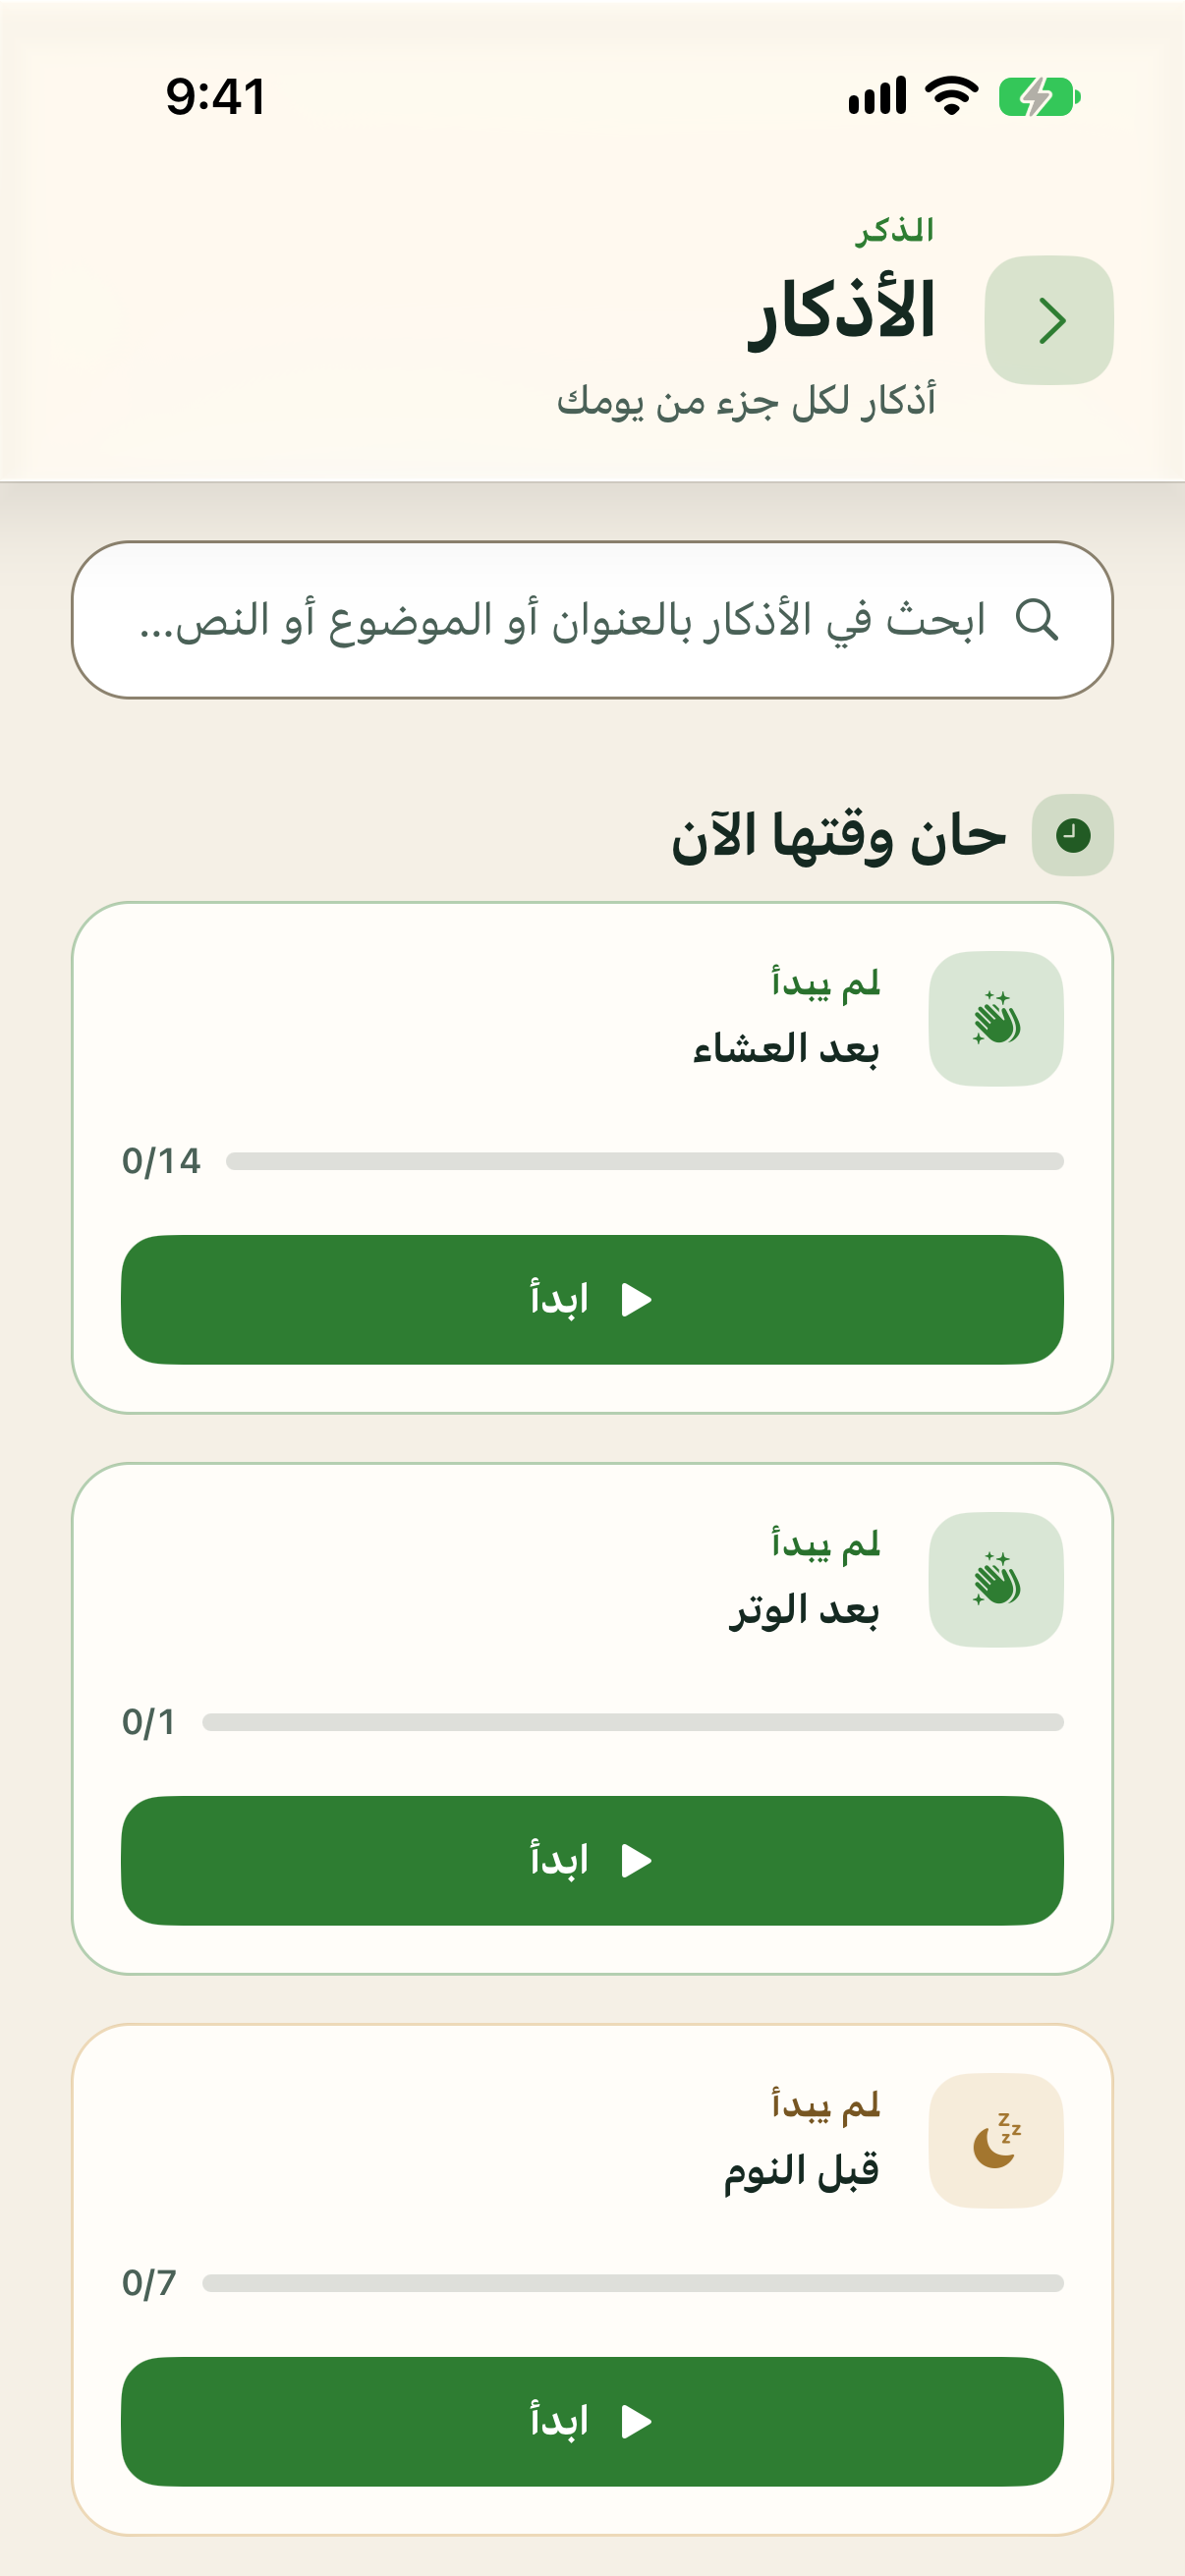 9:41
الذكر
الأذكار
أذكار لكل جزء من يومك
ابحث في الأذكار بالعنوان أو الموضوع أو النص...
حان وقتها الآن
لم يبدأ
بعد العشاء
0/14
ابدأ
لم يبدأ
بعد الوتر
0/1
ابدأ
لم يبدأ
قبل النوم
0/7
ابدأ